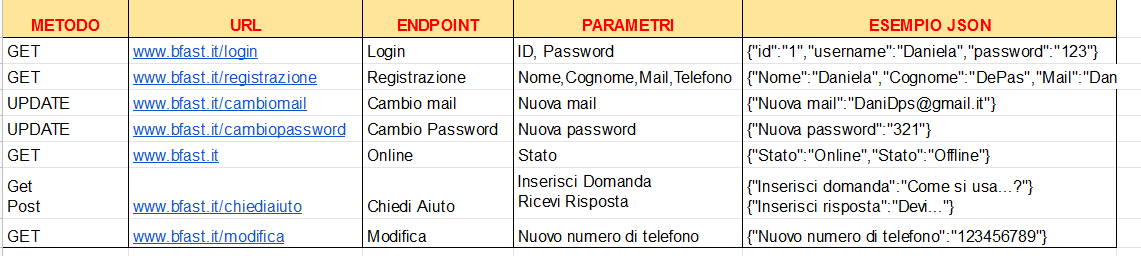 METODO URL ENDPOINT PARAMETRI ESEMPIO JSON
GET www.bfast.it/login Login ID, Password {"id":"1","username":"Daniela","password":"123"}
GET www.bfast.it/registrazione Registrazione Nome,Cognome,Mail,Telefono {"Nome":"Daniela","Cognome":"DePas","Mail":"Dan
UPDATE www.bfast.it/cambiomail Cambio mail Nuova mail {"Nuova mail":"DaniDps@gmail.it"}
UPDATE www.bfast.it/cambiopassword Cambio Password Nuova password {"Nuova password":"321"}
GET www.bfast.it Online Stato {"Stato":"Online","Stato":"Offline"}
Get Inserisci Domanda {"Inserisci domanda":"Come si usa...?"}
Post www.bfast.it/chiediaiuto Chiedi Aiuto Ricevi Risposta {"Inserisci risposta":"Devi..."}
GET www.bfast.it/modifica Modifica Nuovo numero di telefono {"Nuovo numero di telefono":"123456789"}